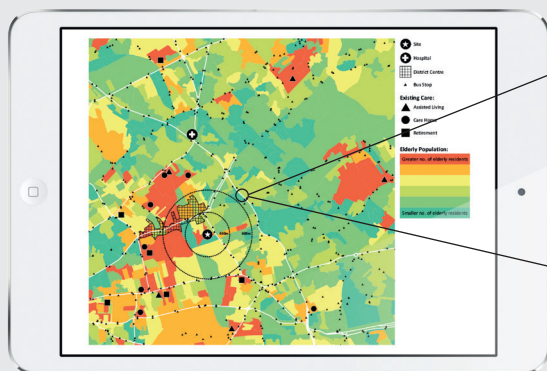 Site
Hospital
District Centre
Bus Stop
Existing Care:
Assisted Living
Care Home
Retirement
Elderly Population:
Greater no. of elderly residents
Smaller no. of elderly residents